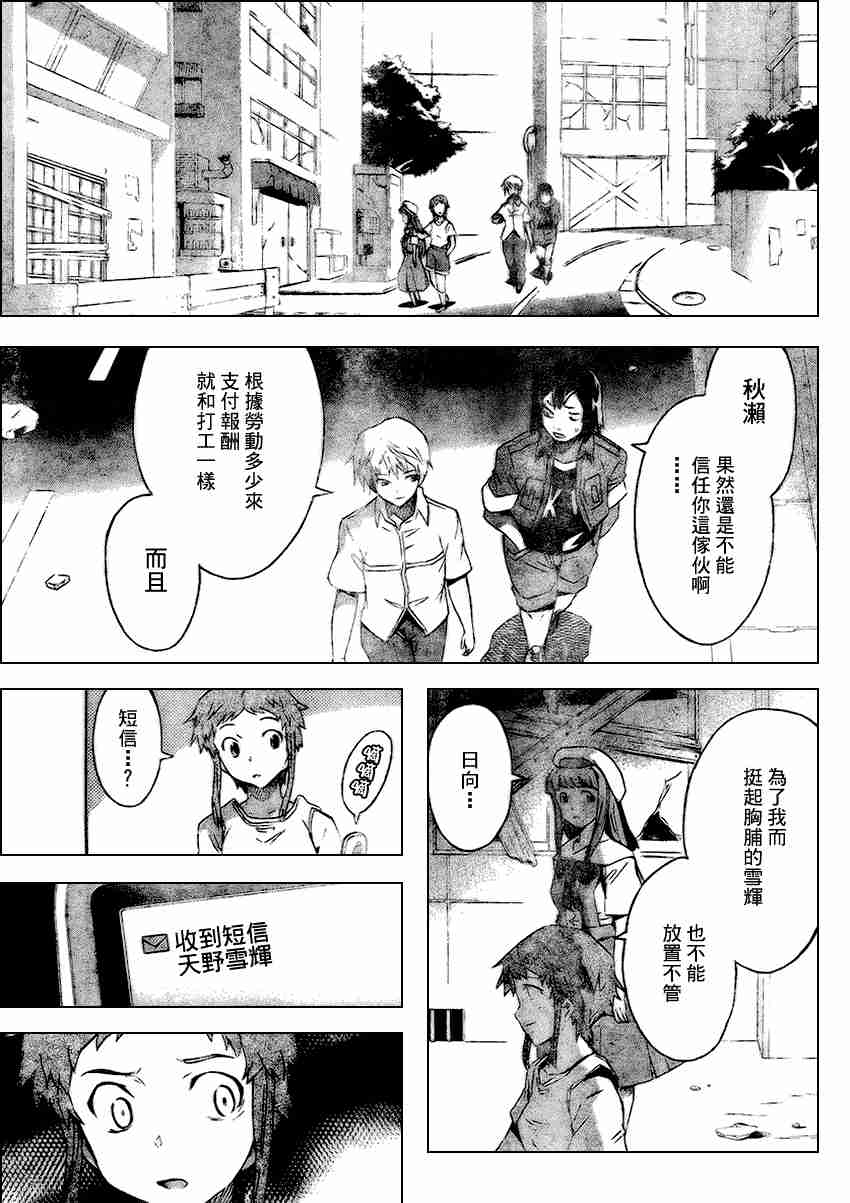 秋瀨
果然還是不能
信任你這傢伙啊
……
根據勞動多少來
支付報酬
就和打工一樣
而且
為了我而
挺起胸脯的雪輝
也不能
放置不管
日向…
嗡嗡嗡
短信…?
收到短信
天野雪輝